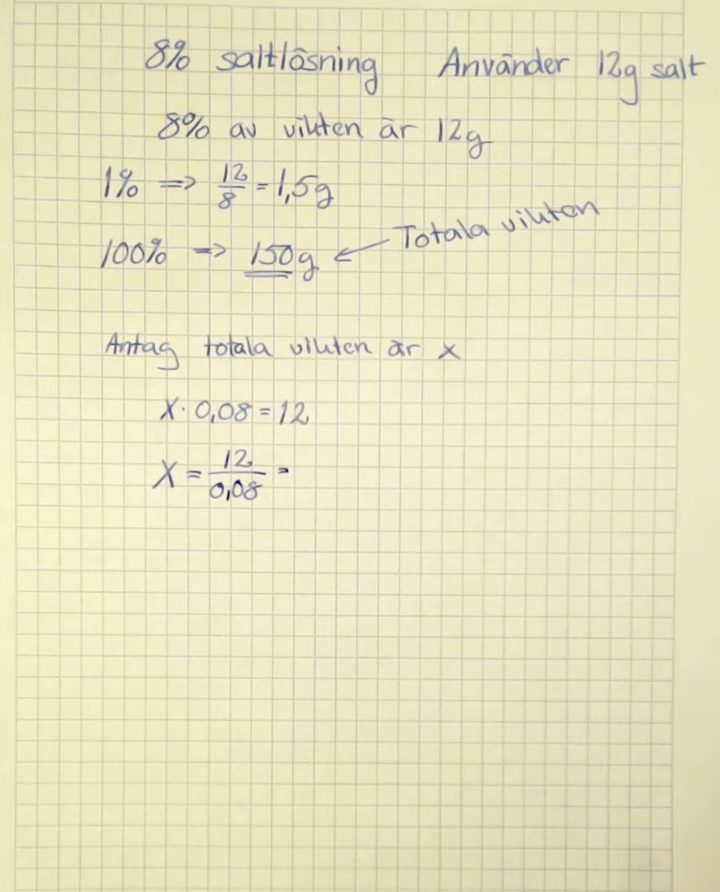 8% saltlösning Använder 12g salt
8% av vikten är 12g
1% => 12/8 = 1,5g
100% => 150g ← Totala vikten
Antag totala vikten är x
x · 0,08 = 12
x = 12/0,08 =